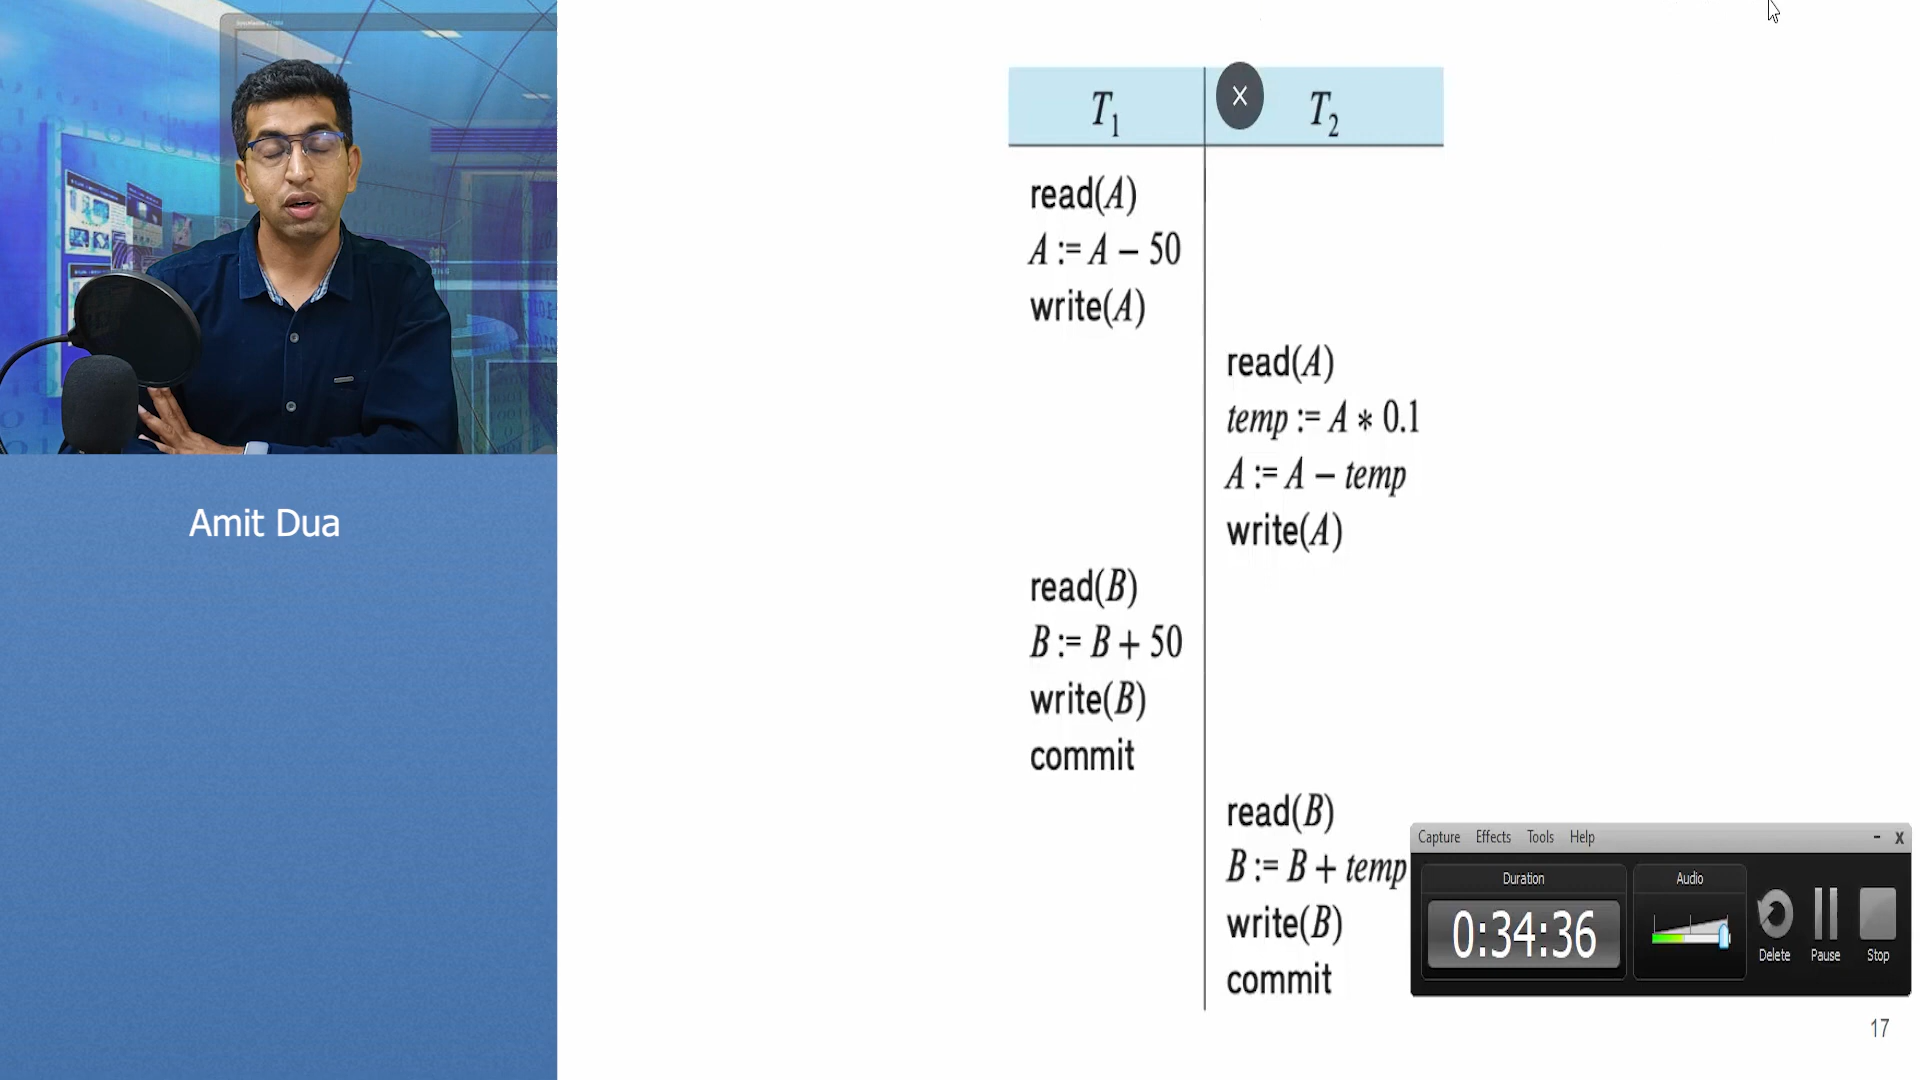 T1
X
T2
read(A)
A := A − 50
write(A)
read(A)
temp := A ∗ 0.1
A := A − temp
write(A)
Amit Dua
read(B)
B := B + 50
write(B)
commit
read(B)
B := B + temp
write(B)
commit
Capture Effects Tools Help
Duration
Audio
0:34:36
Delete
Pause
Stop
17